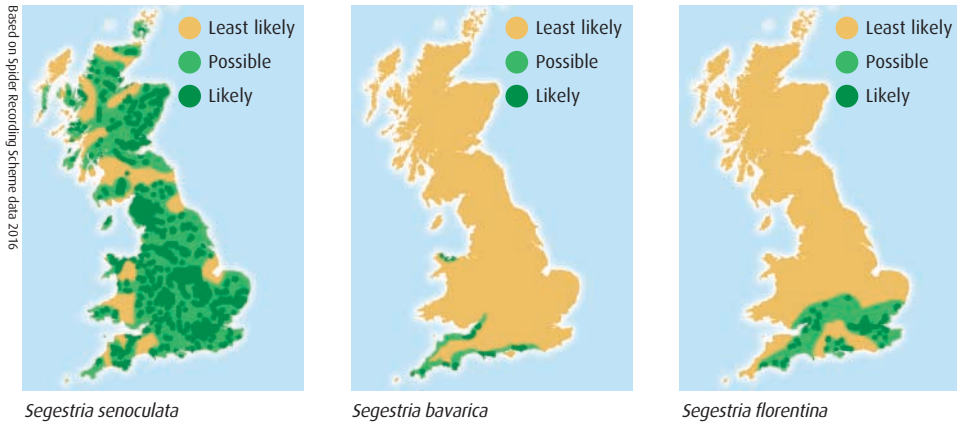 Based on Spider Recording Scheme data 2016
Least likely
Possible
Likely
Segestria senoculata
Least likely
Possible
Likely
Segestria bavarica
Least likely
Possible
Likely
Segestria florentina